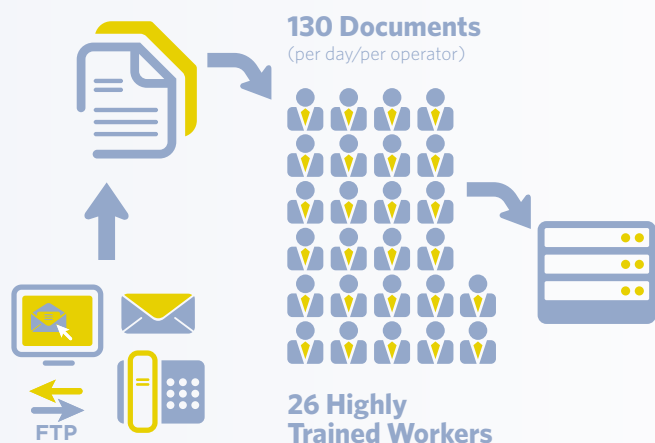 130 Documents
(per day/per operator)
FTP
26 Highly
Trained Workers